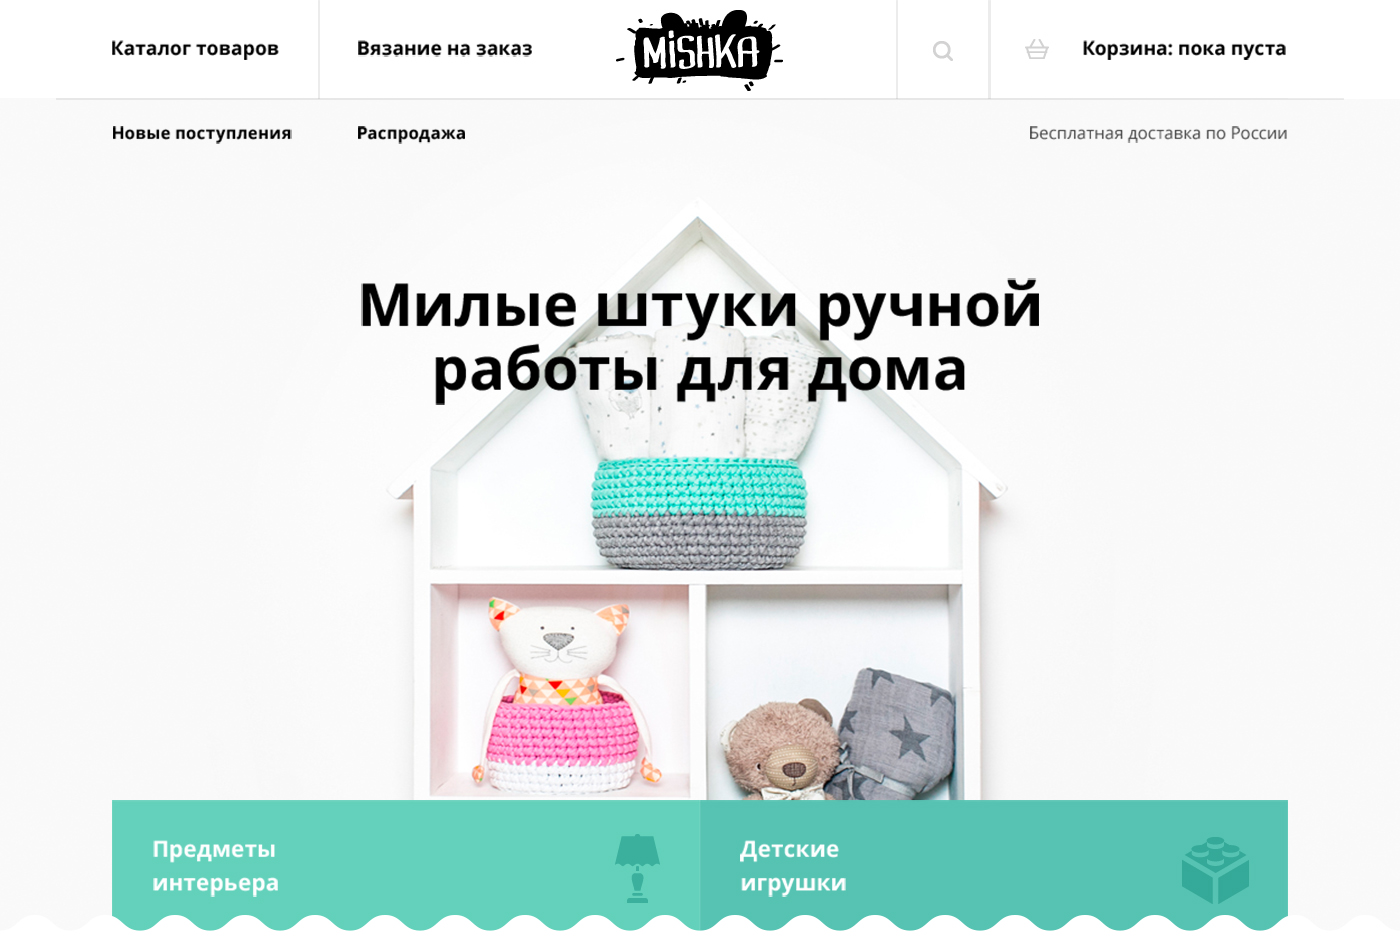 Каталог товаров
Вязание на заказ
MiSHKA
Корзина: пока пуста
Новые поступления
Распродажа
Бесплатная доставка по России
Милые штуки ручной
работы для дома
Предметы
интерьера
Детские
игрушки